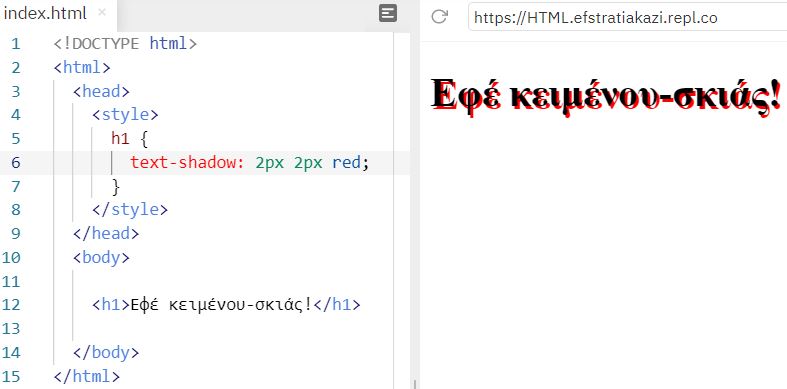 index.html ×
1 <!DOCTYPE html>
2 <html>
3 <head>
4 <style>
5 h1 {
6 text-shadow: 2px 2px red;
7 }
8 </style>
9 </head>
10 <body>
11
12 <h1>Εφέ κειμένου-σκιάς!</h1>
13
14 </body>
15 </html>
https://HTML.efstratiakazi.repl.co
Εφέ κειμένου-σκιάς!